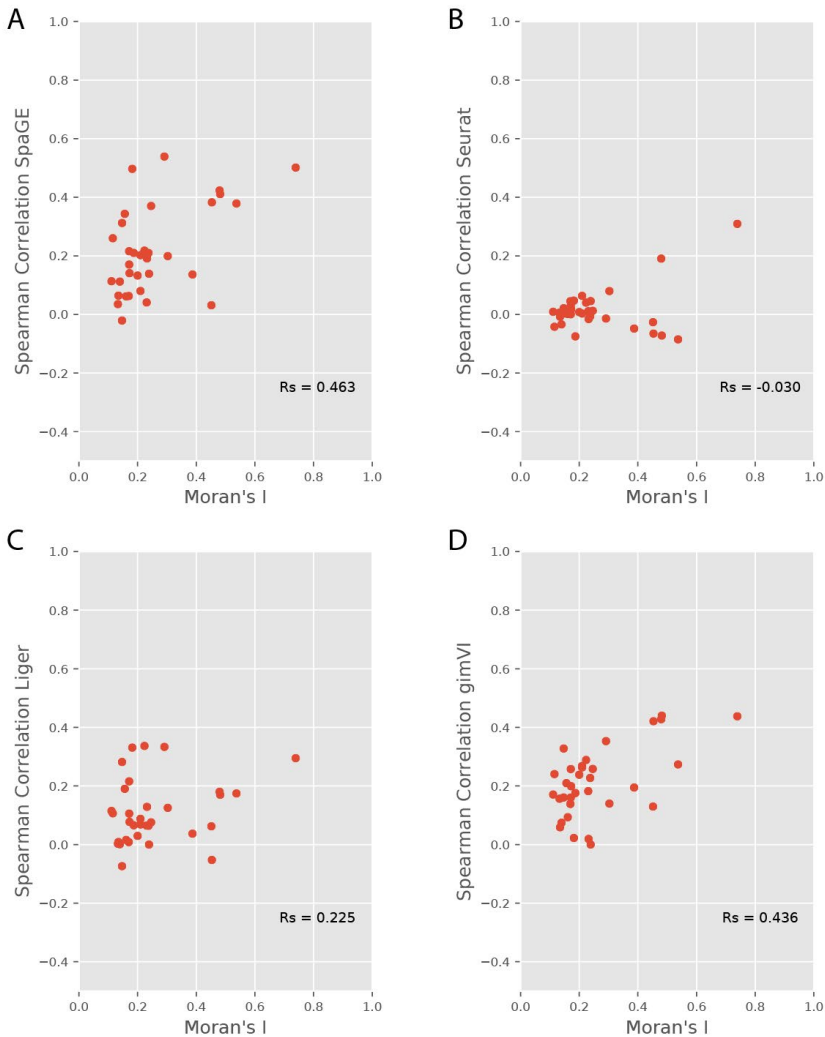 A
1.0
0.8
0.6
0.4
0.2
0.0
−0.2
−0.4
Spearman Correlation SpaGE
Rs = 0.463
0.0 0.2 0.4 0.6 0.8 1.0
Moran's I
B
1.0
0.8
0.6
0.4
0.2
0.0
−0.2
−0.4
Spearman Correlation Seurat
Rs = -0.030
0.0 0.2 0.4 0.6 0.8 1.0
Moran's I
C
1.0
0.8
0.6
0.4
0.2
0.0
−0.2
−0.4
Spearman Correlation Liger
Rs = 0.225
0.0 0.2 0.4 0.6 0.8 1.0
Moran's I
D
1.0
0.8
0.6
0.4
0.2
0.0
−0.2
−0.4
Spearman Correlation gimVI
Rs = 0.436
0.0 0.2 0.4 0.6 0.8 1.0
Moran's I